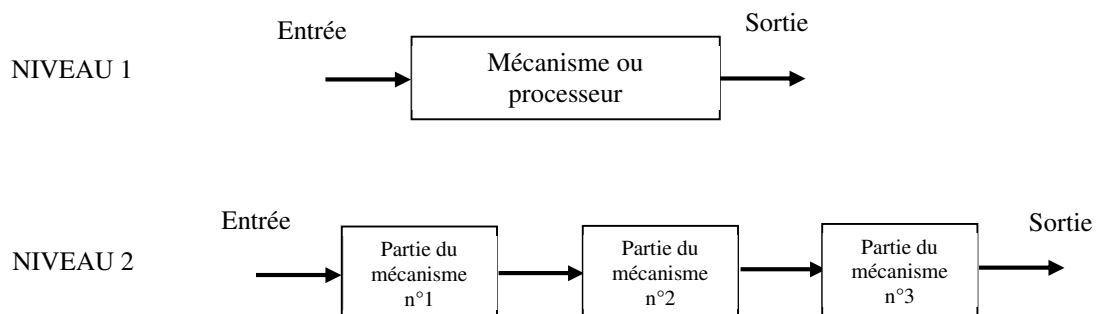 Entrée
Sortie
NIVEAU 1
Mécanisme ou
processeur
Entrée
Sortie
NIVEAU 2
Partie du
mécanisme
n°1
Partie du
mécanisme
n°2
Partie du
mécanisme
n°3